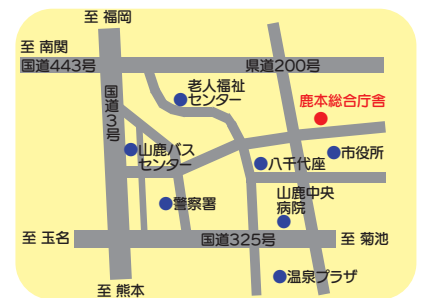 至 福岡
至 南関
国道443号
県道200号
国道3号
老人福祉
センター
鹿本総合庁舎
山鹿バス
センター
市役所
八千代座
山鹿中央
病院
警察署
至 玉名
国道325号
至 菊池
温泉プラザ
至 熊本